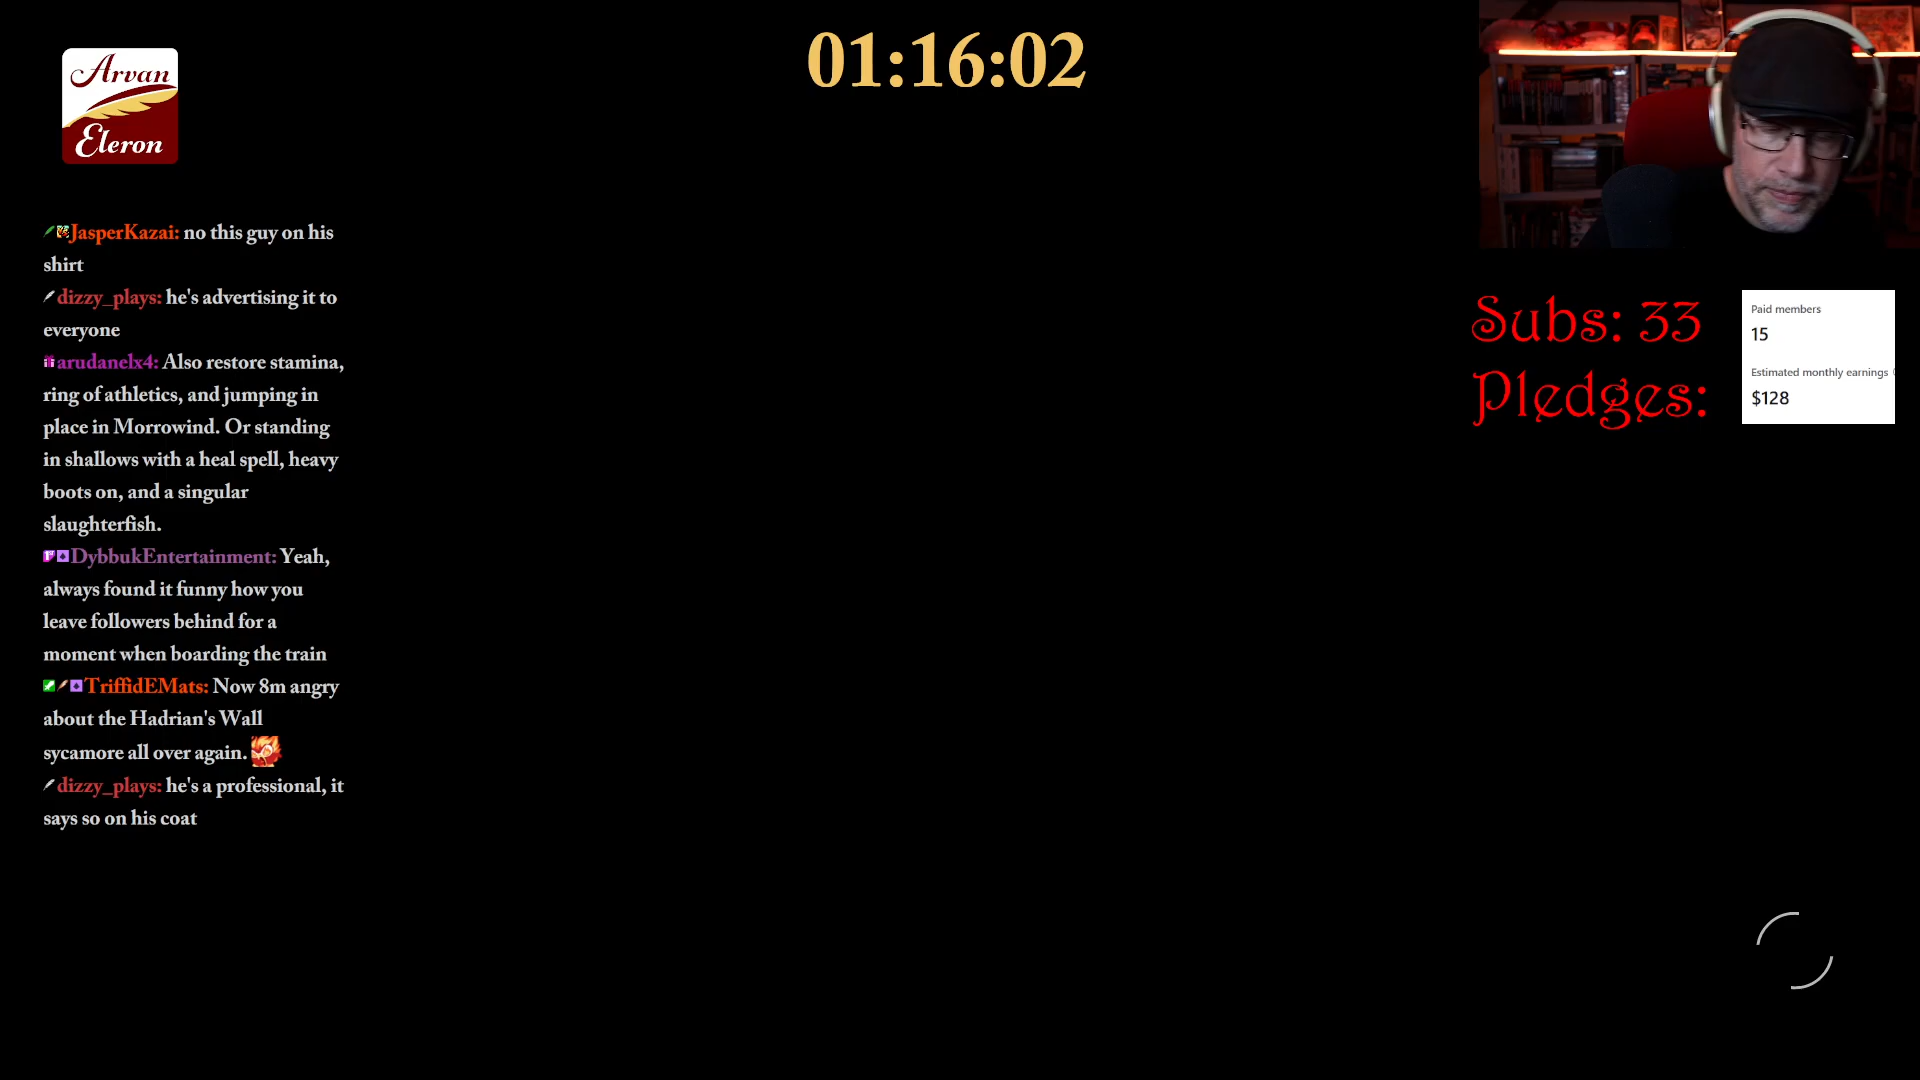 Arvan
Eleron
01:16:02
JasperKazai: no this guy on his
shirt
dizzy_plays: he's advertising it to
everyone
arudanelx4: Also restore stamina,
ring of athletics, and jumping in
place in Morrowind. Or standing
in shallows with a heal spell, heavy
boots on, and a singular
slaughterfish.
DybbukEntertainment: Yeah,
always found it funny how you
leave followers behind for a
moment when boarding the train
TriffidEMats: Now 8m angry
about the Hadrian's Wall
sycamore all over again.
dizzy_plays: he's a professional, it
says so on his coat
Subs: 33
Pledges:
Paid members
15
Estimated monthly earnings
$128